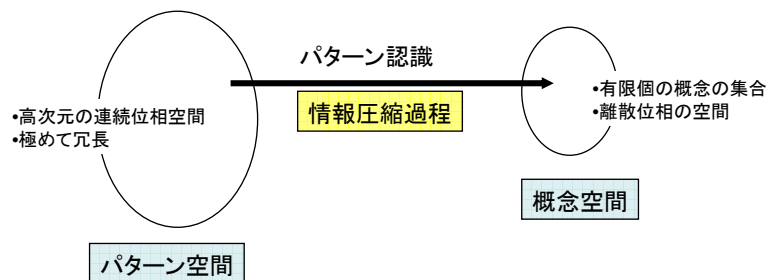 パターン認識
情報圧縮過程
•高次元の連続位相空間
•極めて冗長
•有限個の概念の集合
•離散位相の空間
概念空間
パターン空間